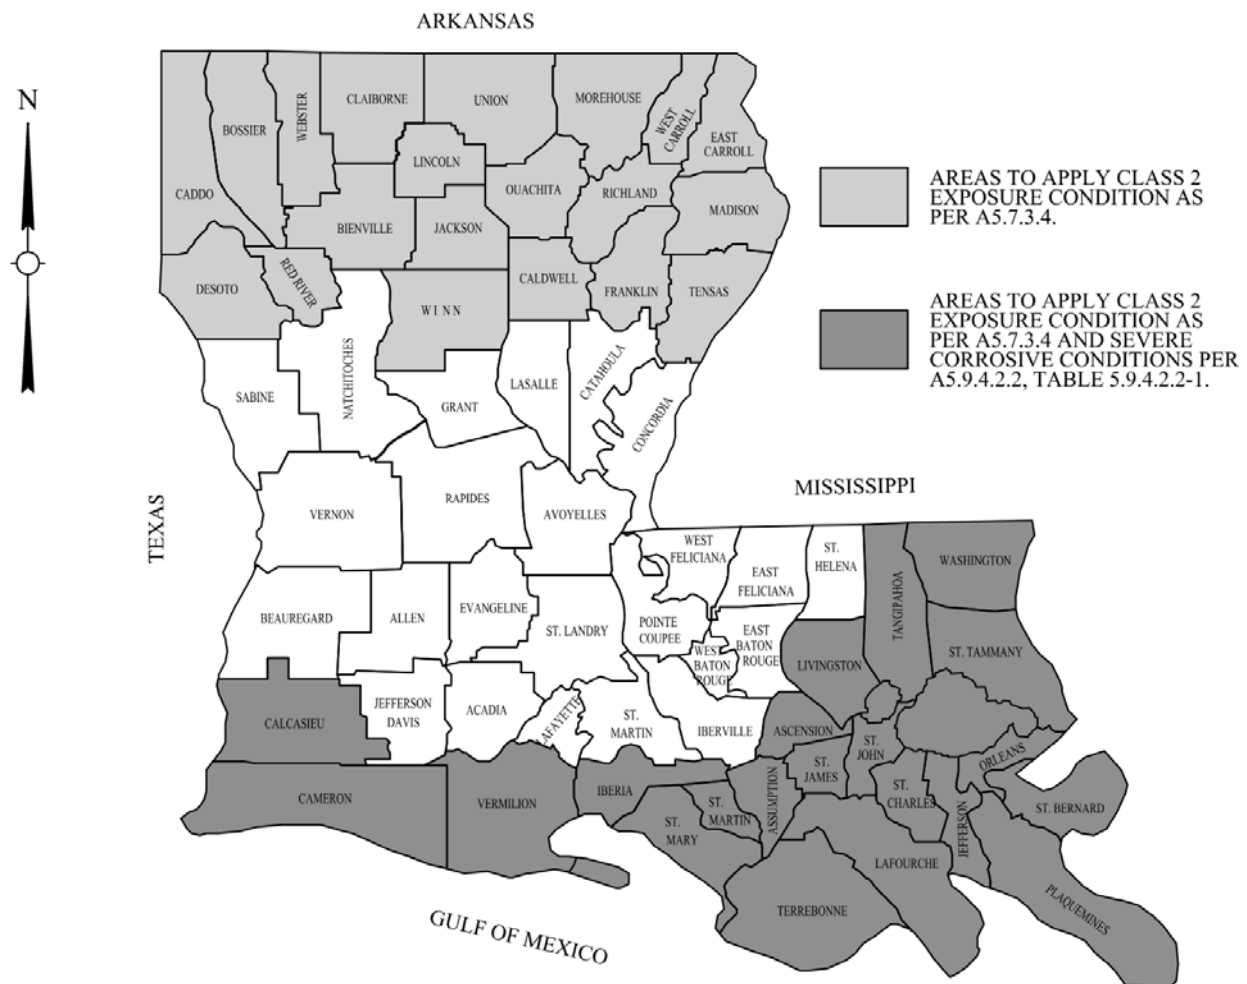 ARKANSAS
N
CADDO
BOSSIER
WEBSTER
CLAIBORNE
UNION
MOREHOUSE
WEST
CARROLL
EAST
CARROLL
LINCOLN
OUACHITA
RICHLAND
MADISON
BIENVILLE
JACKSON
DESOTO
RED RIVER
WINN
CALDWELL
FRANKLIN
TENSAS
AREAS TO APPLY CLASS 2
EXPOSURE CONDITION AS
PER A5.7.3.4.
AREAS TO APPLY CLASS 2
EXPOSURE CONDITION AS
PER A5.7.3.4 AND SEVERE
CORROSIVE CONDITIONS PER
A5.9.4.2.2, TABLE 5.9.4.2.2-1.
SABINE
NATCHITOCHES
GRANT
LASALLE
CATAHOULA
CONCORDIA
TEXAS
VERNON
RAPIDES
AVOYELLES
MISSISSIPPI
WEST
FELICIANA
EAST
FELICIANA
ST.
HELENA
TANGIPAHOA
WASHINGTON
BEAUREGARD
ALLEN
EVANGELINE
ST. LANDRY
POINTE
COUPEE
WEST
BATON
ROUGE
EAST
BATON
ROUGE
LIVINGSTON
ST. TAMMANY
CALCASIEU
JEFFERSON
DAVIS
ACADIA
LAFAYETTE
ST.
MARTIN
IBERVILLE
ASCENSION
ST.
JOHN
ST.
JAMES
ORLEANS
CAMERON
VERMILION
IBERIA
ST.
MARY
ST.
MARTIN
ASSUMPTION
ST.
CHARLES
JEFFERSON
ST. BERNARD
LAFOURCHE
TERREBONNE
PLAQUEMINES
GULF OF MEXICO